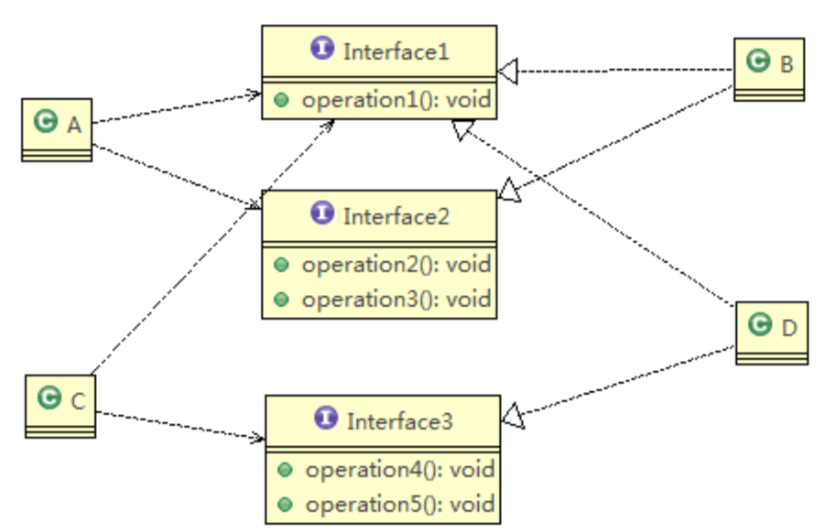 I Interface1
operation1(): void
C B
C A
I Interface2
operation2(): void
operation3(): void
C D
C C
I Interface3
operation4(): void
operation5(): void